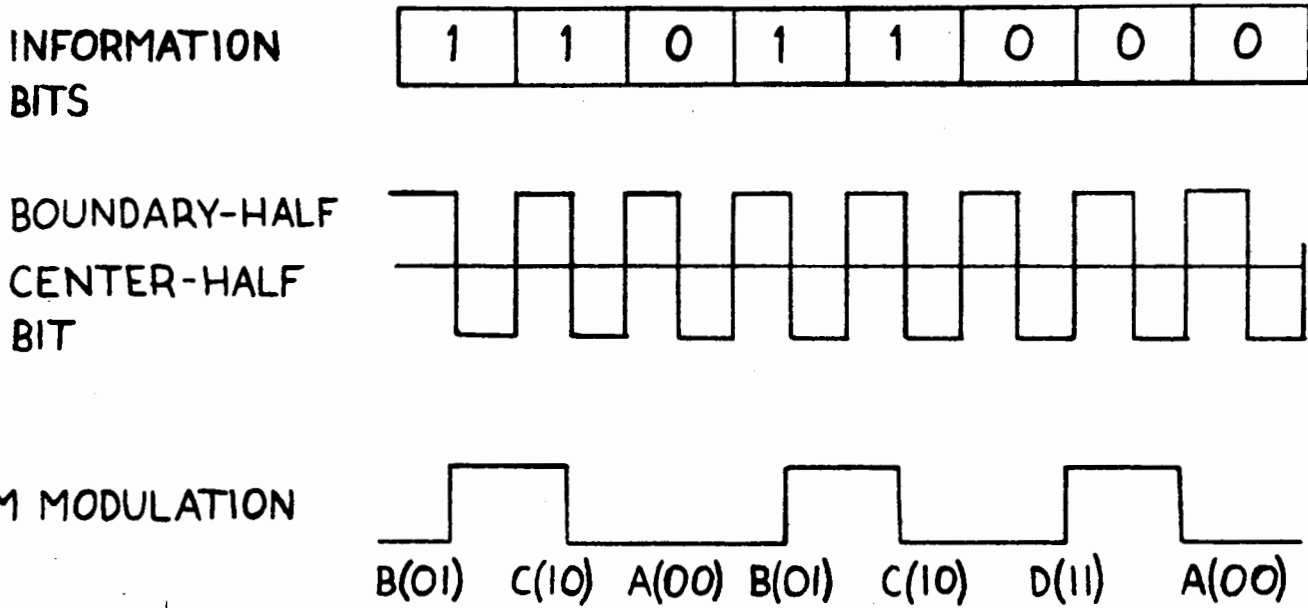 INFORMATION
BITS
1 1 0 1 1 0 0 0
BOUNDARY-HALF
CENTER-HALF
BIT
M MODULATION
B(01) C(10) A(00) B(01) C(10) D(11) A(00)